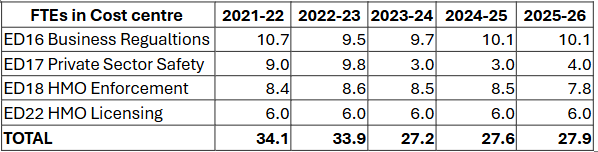 FTEs in Cost centre 2021-22 2022-23 2023-24 2024-25 2025-26
ED16 Business Regualtions 10.7 9.5 9.7 10.1 10.1
ED17 Private Sector Safety 9.0 9.8 3.0 3.0 4.0
ED18 HMO Enforcement 8.4 8.6 8.5 8.5 7.8
ED22 HMO Licensing 6.0 6.0 6.0 6.0 6.0
TOTAL 34.1 33.9 27.2 27.6 27.9